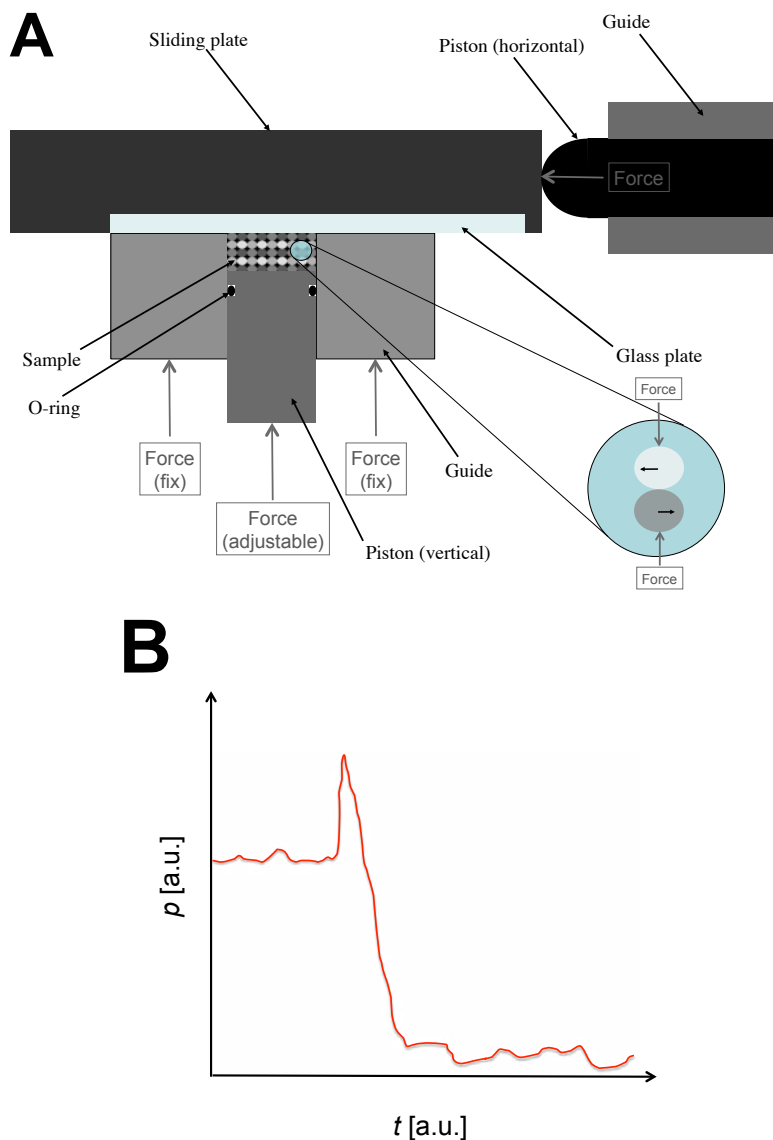 A
Sliding plate
Piston (horizontal)
Guide
Force
Sample
O-ring
Force
(fix)
Force
(adjustable)
Force
(fix)
Guide
Piston (vertical)
Glass plate
Force
Force
B
p [a.u.]
t [a.u.]